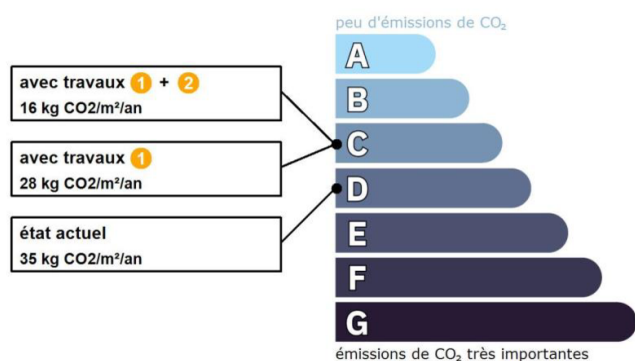 peu d'émissions de CO₂
A
avec travaux 1 + 2
16 kg CO2/m²/an
B
C
avec travaux 1
28 kg CO2/m²/an
D
état actuel
35 kg CO2/m²/an
E
F
G
émissions de CO₂ très importantes